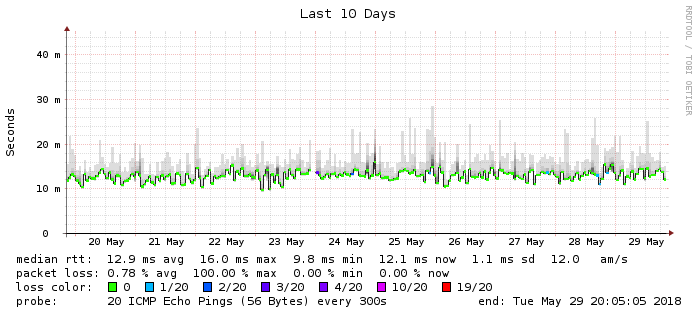 Last 10 Days
RRDTOOL / TOBI OETIKER
Seconds
40 m
30 m
20 m
10 m
0
20 May 21 May 22 May 23 May 24 May 25 May 26 May 27 May 28 May 29 May
median rtt: 12.9 ms avg 16.0 ms max 9.8 ms min 12.1 ms now 1.1 ms sd 12.0 am/s
packet loss: 0.78 % avg 100.00 % max 0.00 % min 0.00 % now
loss color: 0 1/20 2/20 3/20 4/20 10/20 19/20
probe: 20 ICMP Echo Pings (56 Bytes) every 300s end: Tue May 29 20:05:05 2018